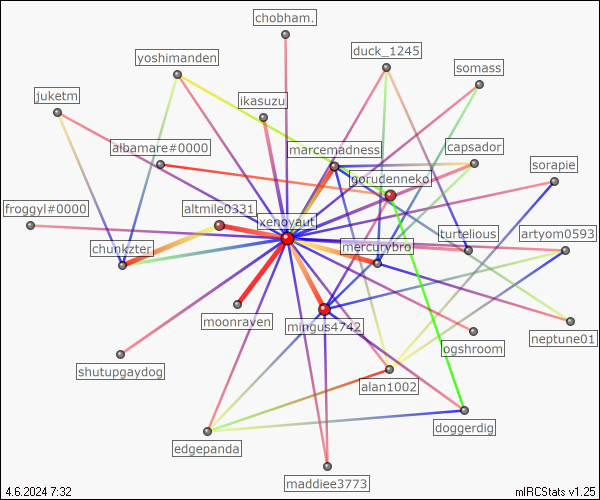 chobham.
duck_1245
yoshimanden
somass
juketm
ikasuzu
marcemadness
albamare#0000
capsador
sorapie
gorudenneko
froggyl#0000
altmile0331
xenovaut
artyom0593
chunkzter
mercurybro
turtelious
moonraven
mingus4742
neptune01
ogshroom
shutupgaydog
alan1002
doggerdig
edgepanda
maddiee3773
4.6.2024 7:32
mIRCStats v1.25